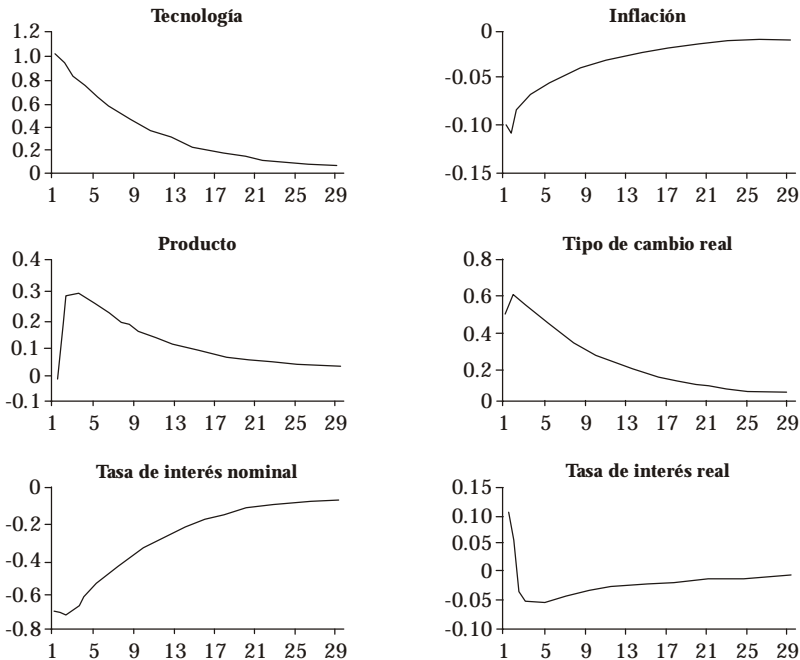 Tecnología
1.2
1.0
0.8
0.6
0.4
0.2
0
1 5 9 13 17 21 25 29
Inflación
0
-0.05
-0.10
-0.15
1 5 9 13 17 21 25 29
Producto
0.4
0.3
0.2
0.1
0
-0.1
1 5 9 13 17 21 25 29
Tipo de cambio real
0.8
0.6
0.4
0.2
0
1 5 9 13 17 21 25 29
Tasa de interés nominal
0
-0.2
-0.4
-0.6
-0.8
1 5 9 13 17 21 25 29
Tasa de interés real
0.15
0.10
0.05
0
-0.05
-0.10
1 5 9 13 17 21 25 29